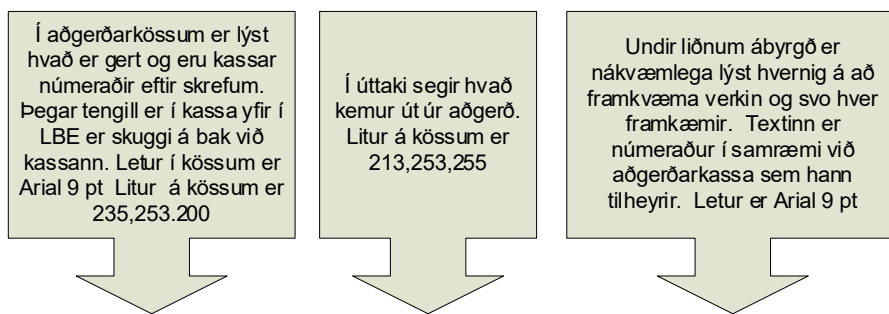 Í aðgerðarkössum er lýst
hvað er gert og eru kassar
númeraðir eftir skrefum.
Þegar tengill er í kassa yfir í
LBE er skuggi á bak við
kassann. Letur í kössum er
Arial 9 pt  Litur  á kössum er
235,253.200
Í úttaki segir hvað
kemur út úr aðgerð.
Litur á kössum er
213,253,255
Undir liðnum ábyrgð er
nákvæmlega lýst hvernig á að
framkvæma verkin og svo hver
framkæmir.  Textinn er
númeraður í samræmi við
aðgerðarkassa sem hann
tilheyrir.  Letur er Arial 9 pt